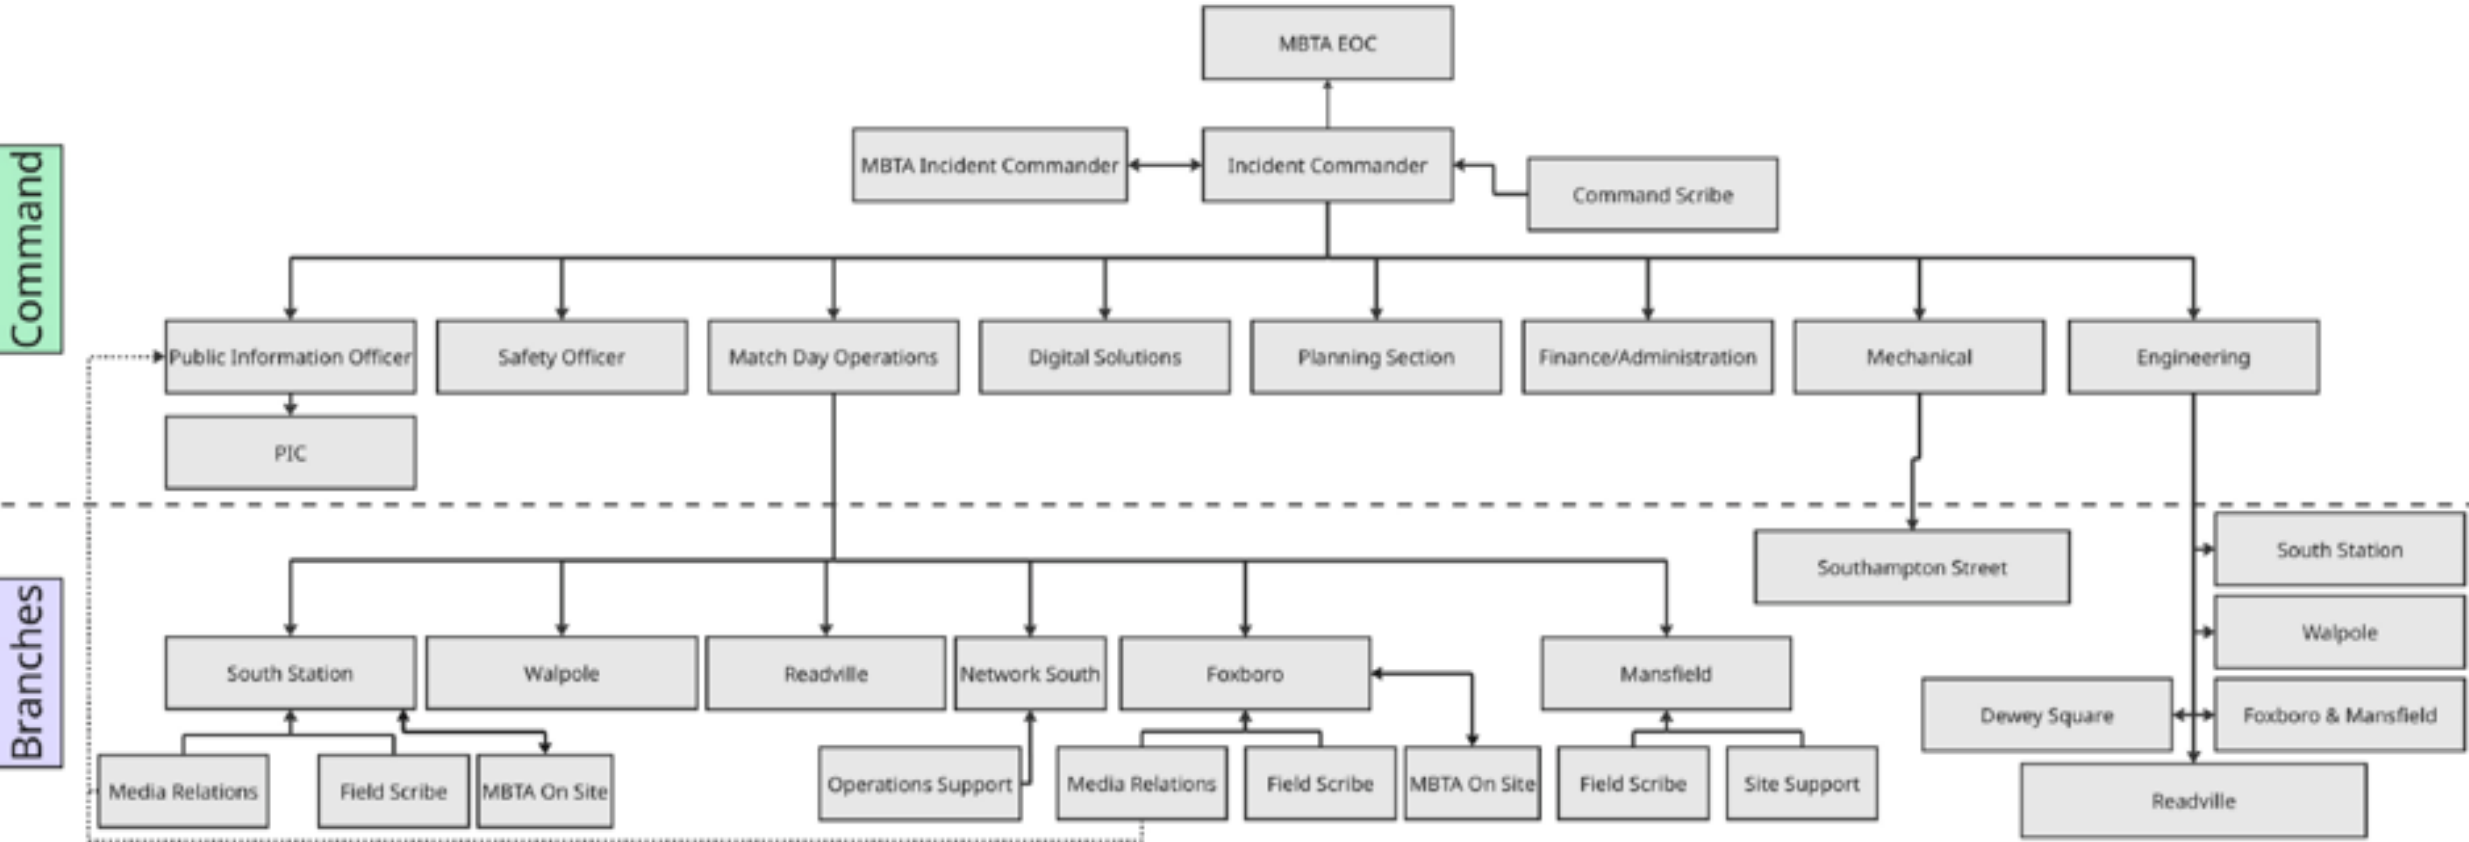 MBTA EOC
MBTA Incident Commander
Incident Commander
Command Scribe
Command
Public Information Officer
Safety Officer
Match Day Operations
Digital Solutions
Planning Section
Finance/Administration
Mechanical
Engineering
PIC
Branches
Southampton Street
South Station
Walpole
Dewey Square
Foxboro & Mansfield
Readville
South Station
Walpole
Readville
Network South
Foxboro
Mansfield
Media Relations
Field Scribe
MBTA On Site
Operations Support
Media Relations
Field Scribe
MBTA On Site
Field Scribe
Site Support